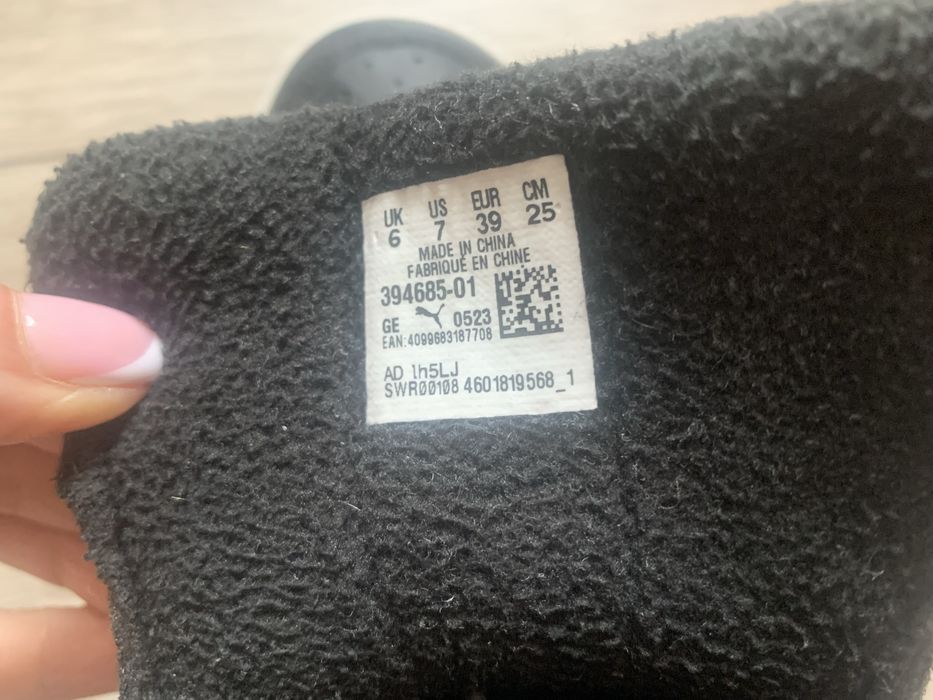 UK US EUR CM
6 7 39 25
MADE IN CHINA
FABRIQUÉ EN CHINE
394685-01
GE 0523
EAN:4099683187708
AD lh5LJ
SWR00108 4601819568_1